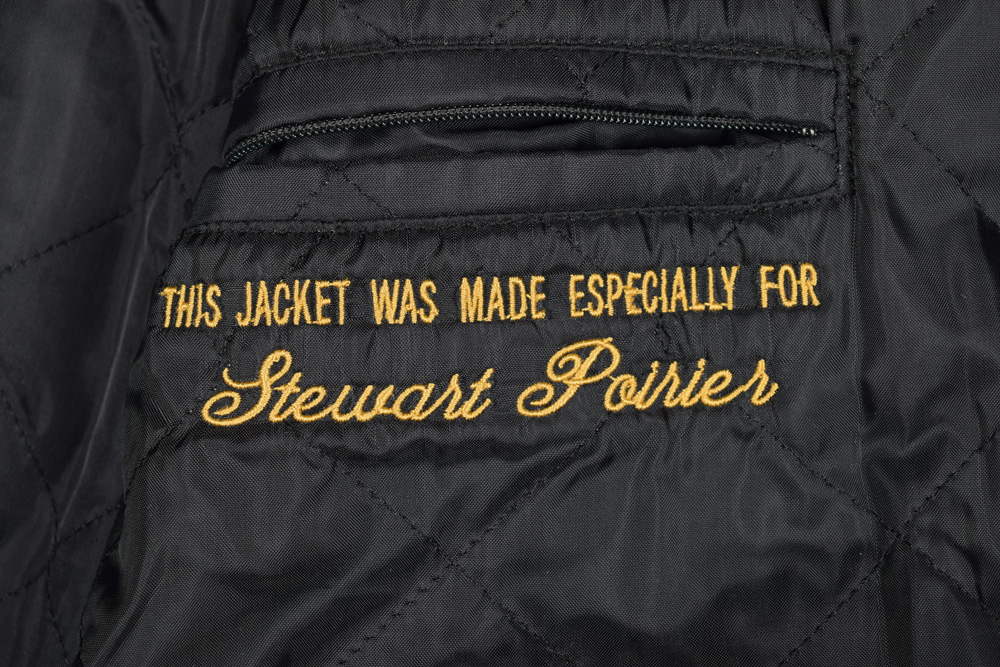 THIS JACKET WAS MADE ESPECIALLY FOR
Stewart Poirier